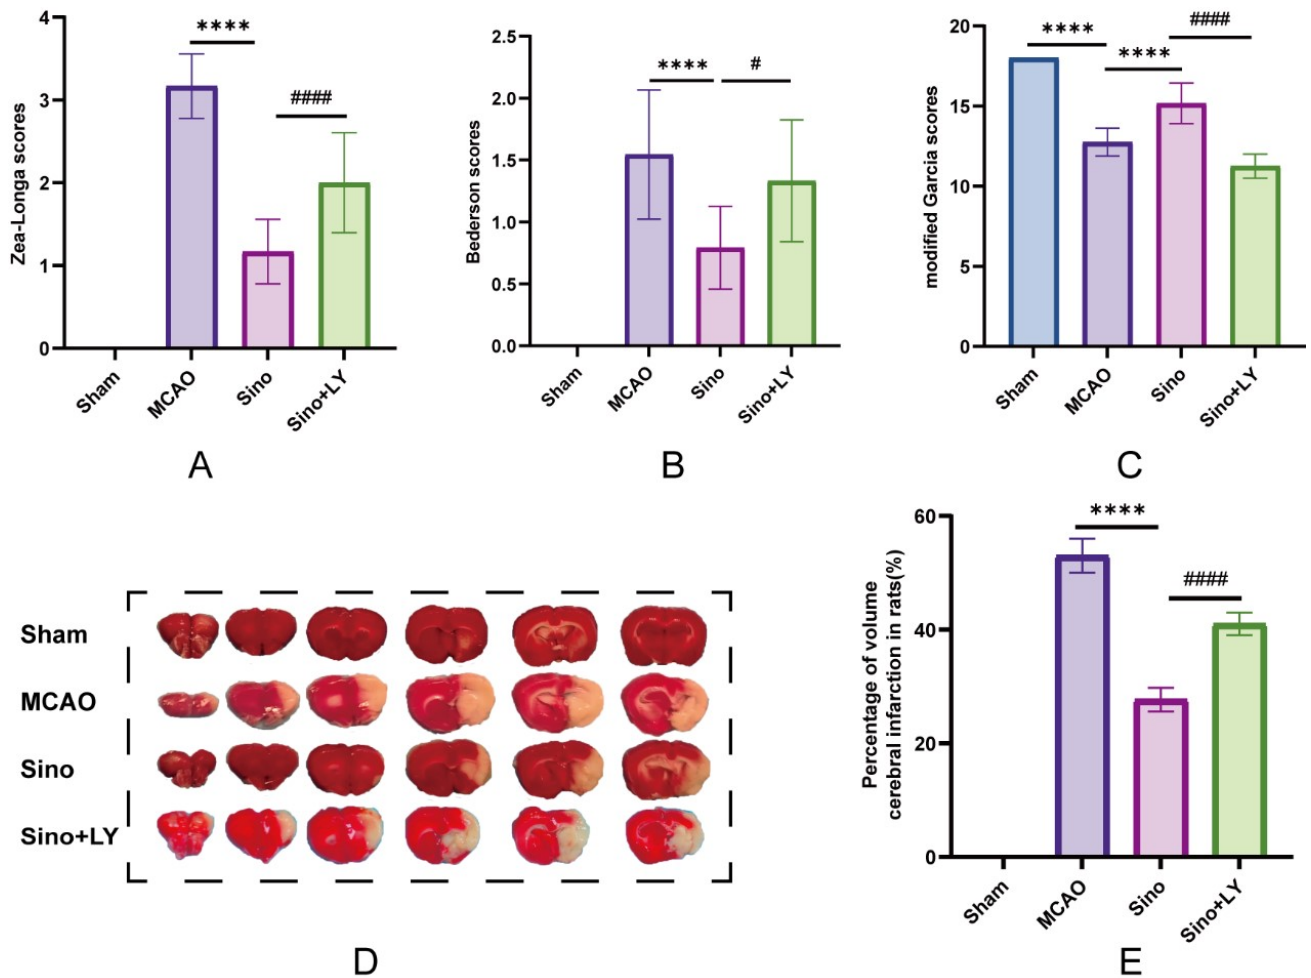 Zea-Longa scores
4
3
2
1
0
****
####
Sham
MCAO
Sino
Sino+LY
A
Bederson scores
2.5
2.0
1.5
1.0
0.5
0.0
****
#
Sham
MCAO
Sino
Sino+LY
B
modified Garcia scores
20
15
10
5
0
****
****
####
Sham
MCAO
Sino
Sino+LY
C
Sham
MCAO
Sino
Sino+LY
D
Percentage of volume
cerebral infarction in rats(%)
60
40
20
0
****
####
Sham
MCAO
Sino
Sino+LY
E